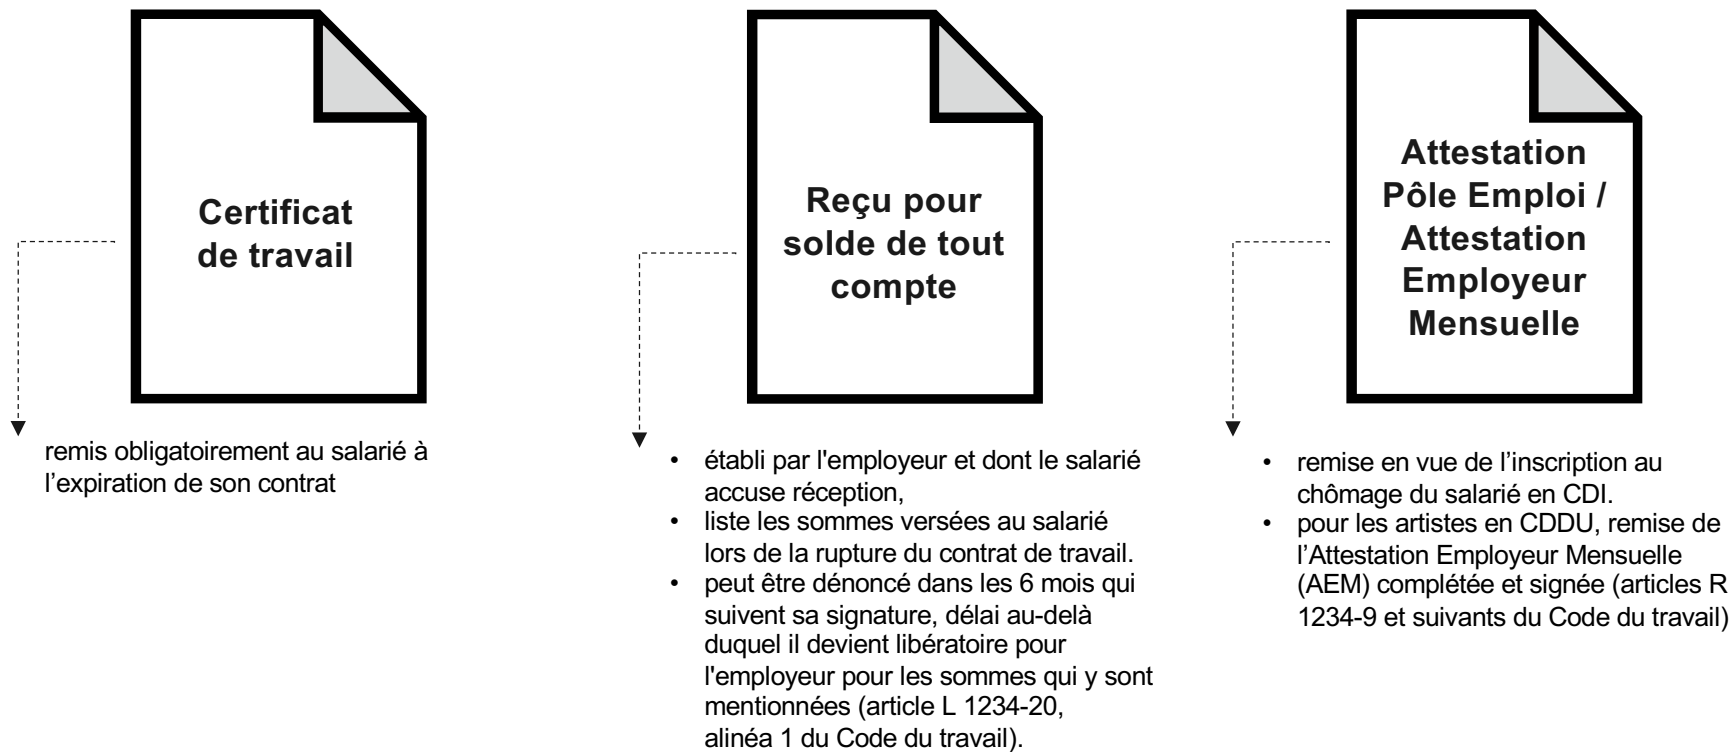 Certificat
de travail
remis obligatoirement au salarié à
l’expiration de son contrat
Reçu pour
solde de tout
compte
• établi par l'employeur et dont le salarié
accuse réception,
• liste les sommes versées au salarié
lors de la rupture du contrat de travail.
• peut être dénoncé dans les 6 mois qui
suivent sa signature, délai au-delà
duquel il devient libératoire pour
l'employeur pour les sommes qui y sont
mentionnées (article L 1234-20,
alinéa 1 du Code du travail).
Attestation
Pôle Emploi /
Attestation
Employeur
Mensuelle
• remise en vue de l’inscription au
chômage du salarié en CDI.
• pour les artistes en CDDU, remise de
l’Attestation Employeur Mensuelle
(AEM) complétée et signée (articles R
1234-9 et suivants du Code du travail)